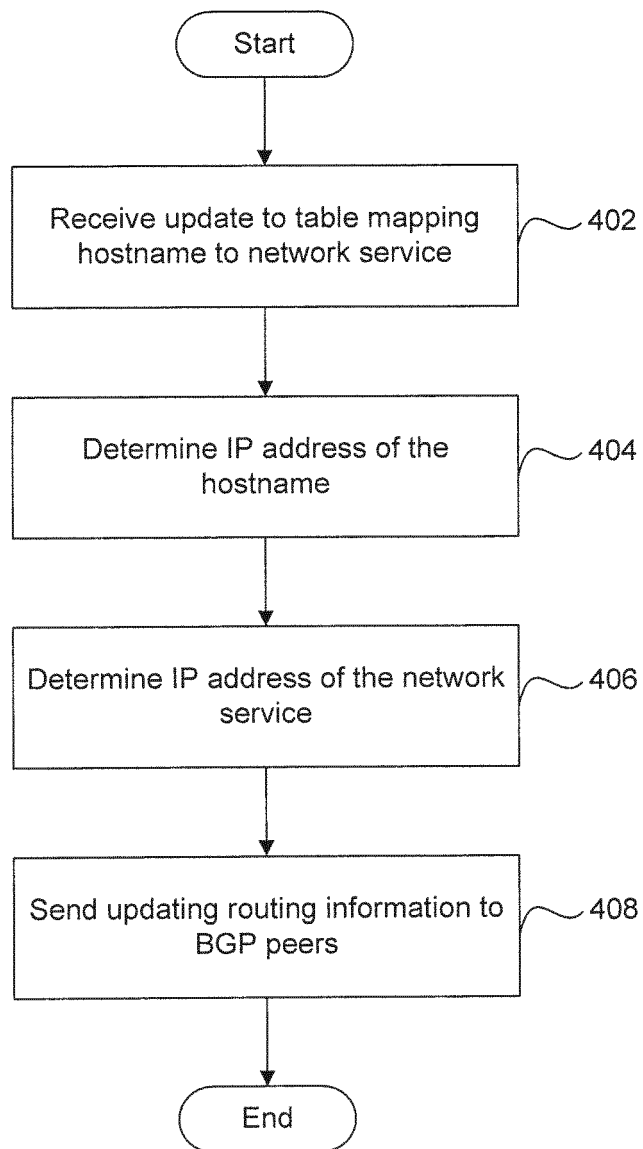 Start
Receive update to table mapping
hostname to network service
402
Determine IP address of the
hostname
404
Determine IP address of the network
service
406
Send updating routing information to
BGP peers
408
End